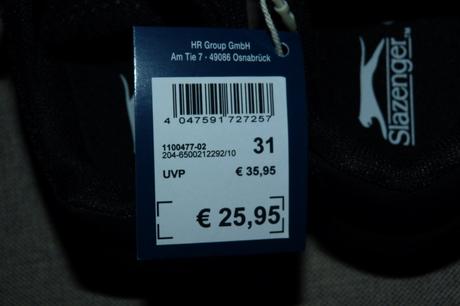 HR Group GmbH
Am Tie 7 - 49086 Osnabrück
4 047591 727257
1100477-02
204-6500212292/10
31
UVP € 35,95
€ 25,95
Slazenger™